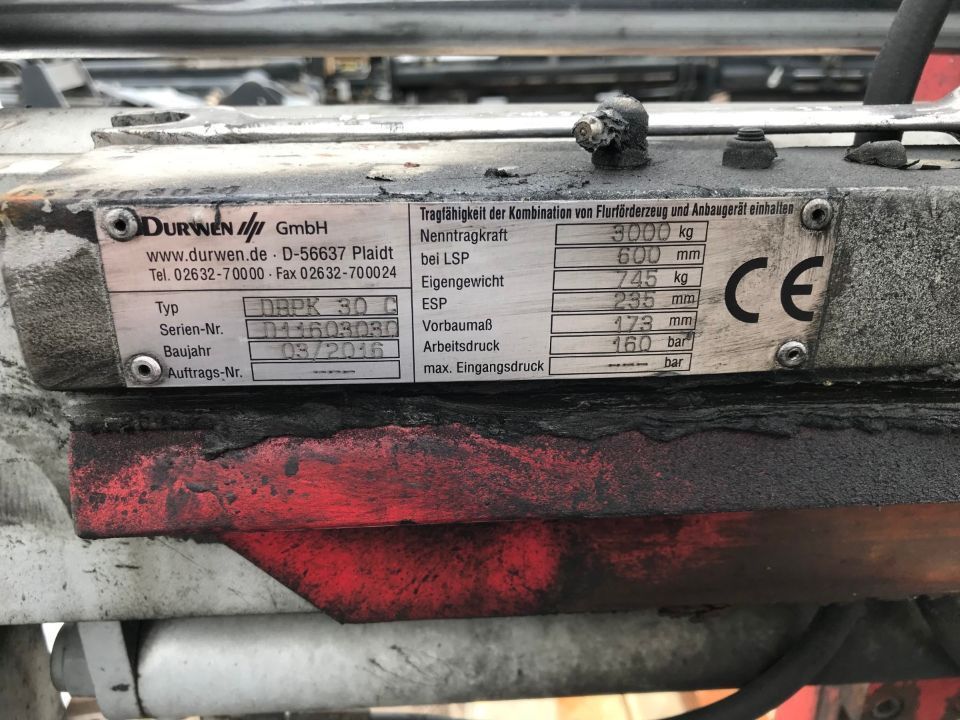 DURWEN GmbH
www.durwen.de · D-56637 Plaidt
Tel. 02632-70000 · Fax 02632-700024
Typ DBPK 30 C
Serien-Nr. D11603030
Baujahr 03/2016
Auftrags-Nr. ---
Tragfähigkeit der Kombination von Flurförderzeug und Anbaugerät einhalten
Nenntragkraft 3000 kg
bei LSP 600 mm
Eigengewicht 745 kg
ESP 235 mm
Vorbaumaß 173 mm
Arbeitsdruck 160 bar
max. Eingangsdruck --- bar
CE